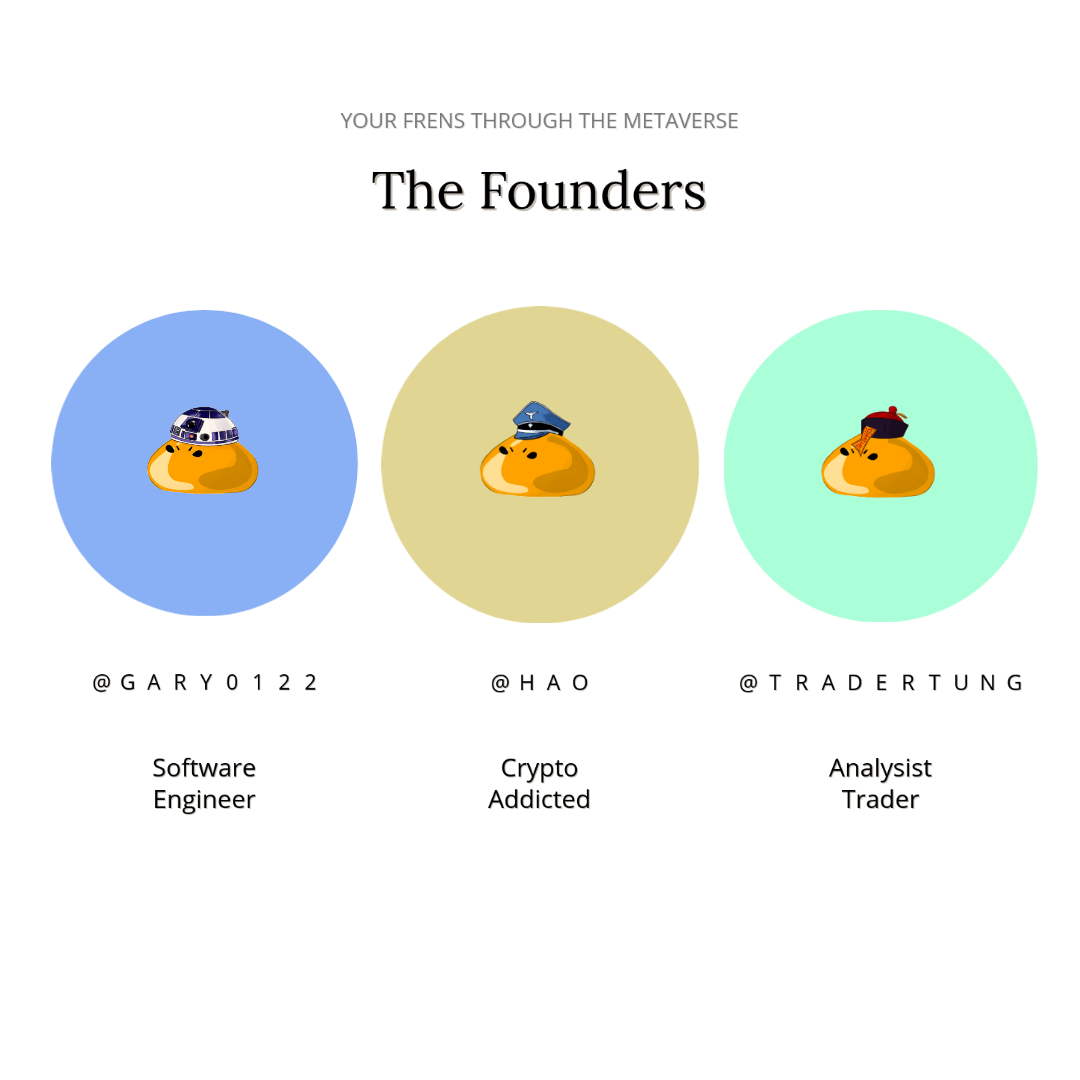 YOUR FRENS THROUGH THE METAVERSE
The Founders
@GARY0122
@HAO
@TRADERTUNG
Software
Engineer
Crypto
Addicted
Analysist
Trader